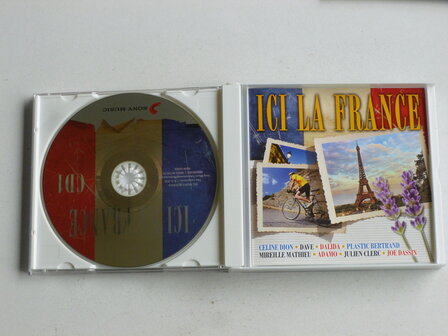 SONY MUSIC
ICI LA FRANCE
CD1
ICI LA FRANCE
CELINE DION • DAVE • DALIDA • PLASTIC BERTRAND
MIREILLE MATHIEU • ADAMO • JULIEN CLERC • JOE DASSIN